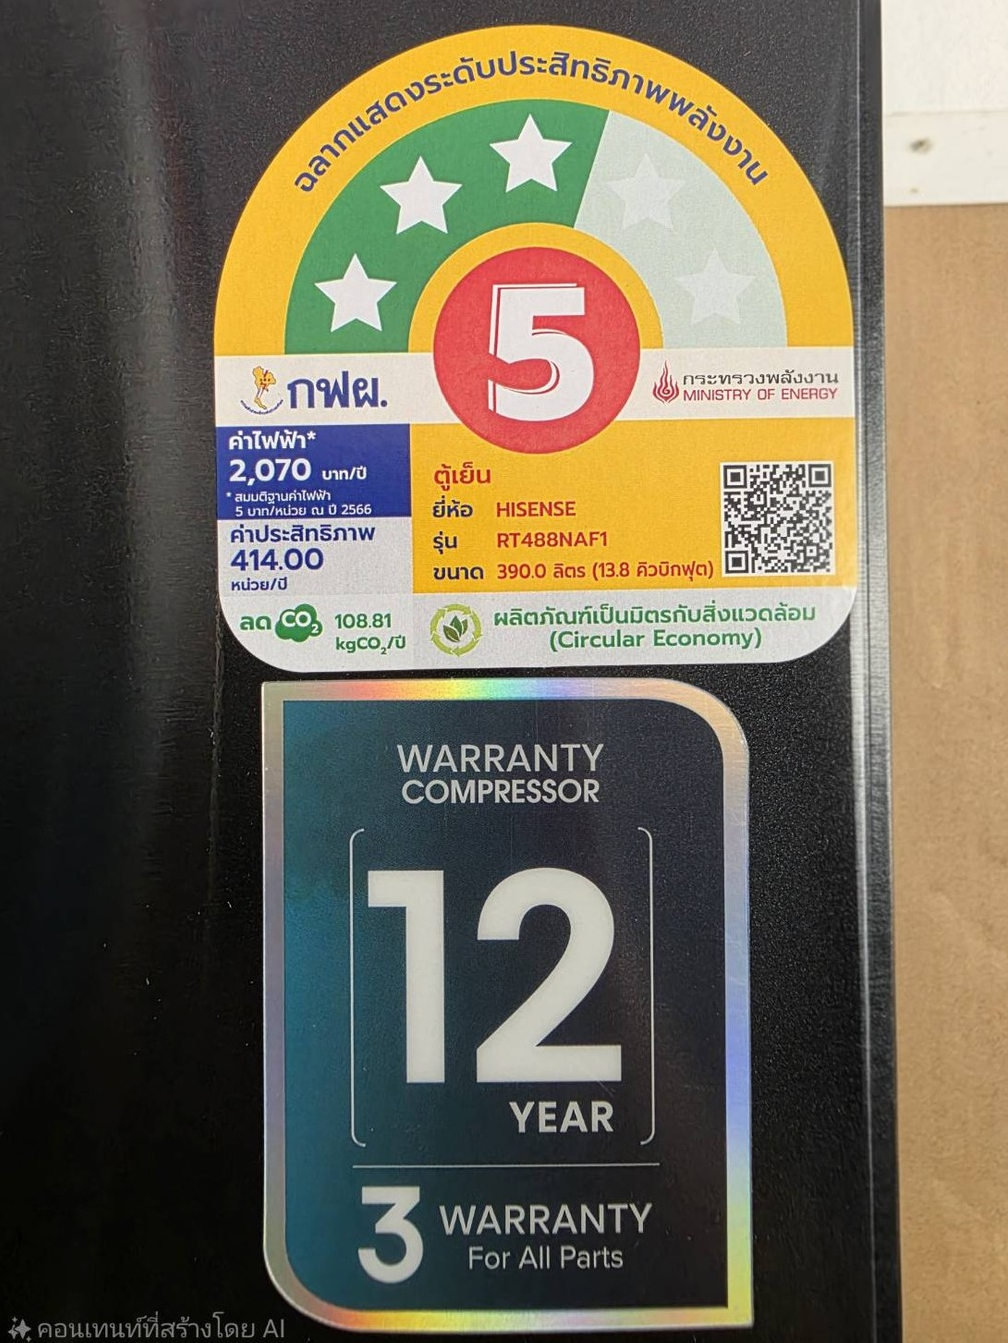 ฉลากแสดงระดับประสิทธิภาพพลังงาน
5
กฟผ.
กระทรวงพลังงาน
MINISTRY OF ENERGY
ค่าไฟฟ้า*
2,070 บาท/ปี
* สมมติฐานค่าไฟฟ้า
5 บาท/หน่วย ณ ปี 2566
ค่าประสิทธิภาพ
414.00
หน่วย/ปี
ตู้เย็น
ยี่ห้อ HISENSE
รุ่น RT488NAF1
ขนาด 390.0 ลิตร (13.8 คิวบิกฟุต)
ลด CO2 108.81
kgCO2/ปี
ผลิตภัณฑ์เป็นมิตรกับสิ่งแวดล้อม
(Circular Economy)
WARRANTY
COMPRESSOR
12
YEAR
3 WARRANTY
For All Parts
คอนเทนท์ที่สร้างโดย AI